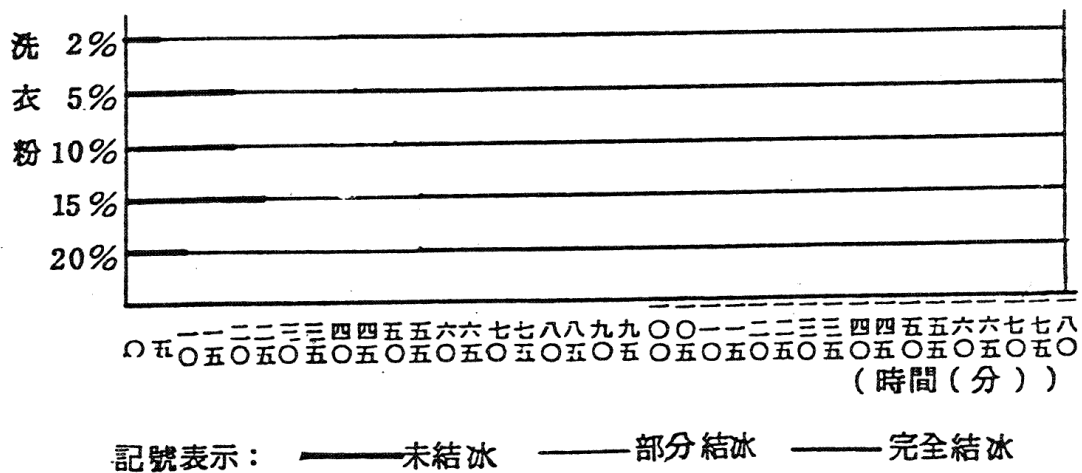 洗 2%
衣 5%
粉 10%
15%
20%
〇 五 一〇 一五 二〇 二五 三〇 三五 四〇 四五 五〇 五五 六〇 六五 七〇 七五 八〇 八五 九〇 九五 一〇〇 一〇五 一一〇 一一五 一二〇 一二五 一三〇 一三五 一四〇 一四五 一五〇 一五五 一六〇 一六五 一七〇 一七五 一八〇
(時間(分))
記號表示: 未結冰 部分結冰 完全結冰